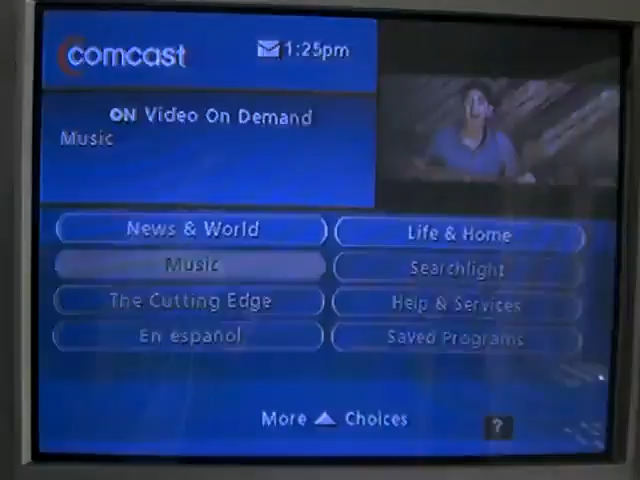 comcast
1:25pm
ON Video On Demand
Music
News & World
Life & Home
Music
Searchlight
The Cutting Edge
Help & Services
En español
Saved Programs
More Choices
?